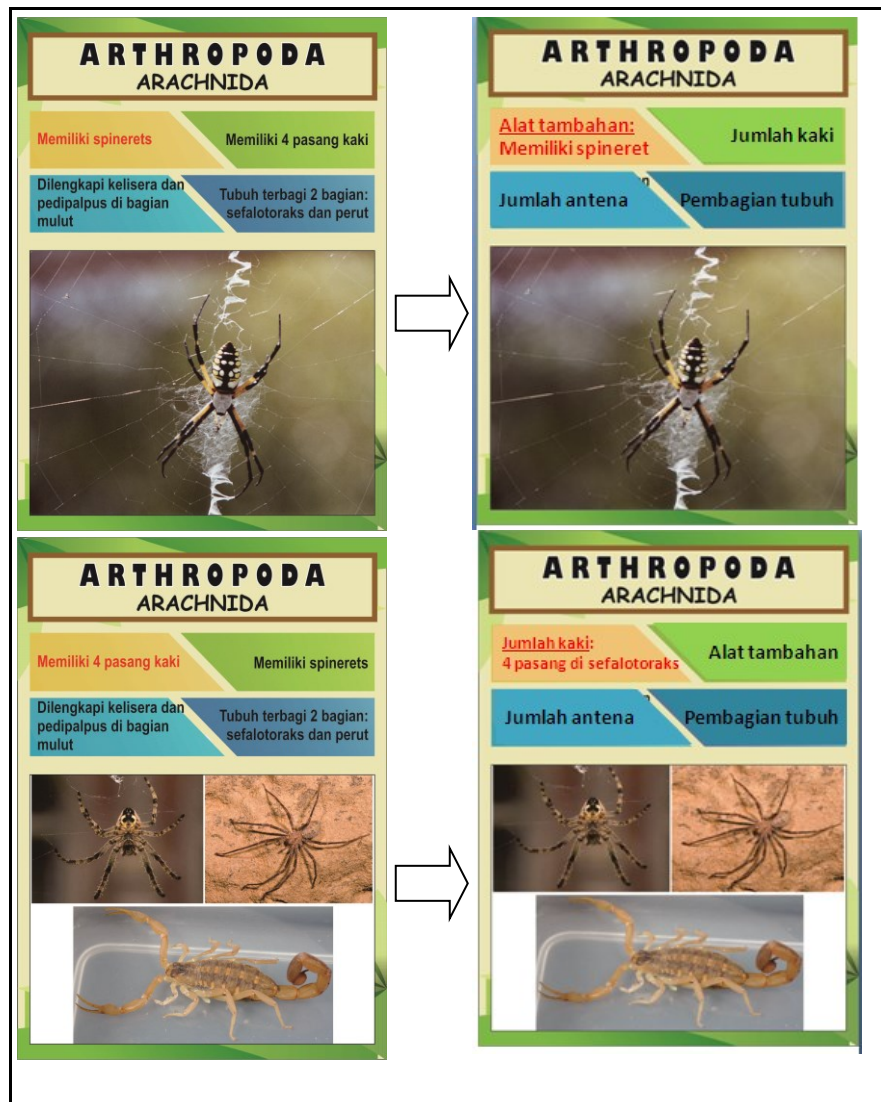 ARTHROPODA
ARACHNIDA
Memiliki spinerets
Memiliki 4 pasang kaki
Dilengkapi kelisera dan
pedipalpus di bagian
mulut
Tubuh terbagi 2 bagian:
sefalotoraks dan perut
ARTHROPODA
ARACHNIDA
Alat tambahan:
Memiliki spineret
Jumlah kaki
Jumlah antena
Pembagian tubuh
ARTHROPODA
ARACHNIDA
Memiliki 4 pasang kaki
Memiliki spinerets
Dilengkapi kelisera dan
pedipalpus di bagian
mulut
Tubuh terbagi 2 bagian:
sefalotoraks dan perut
ARTHROPODA
ARACHNIDA
Jumlah kaki:
4 pasang di sefalotoraks
Alat tambahan
Jumlah antena
Pembagian tubuh